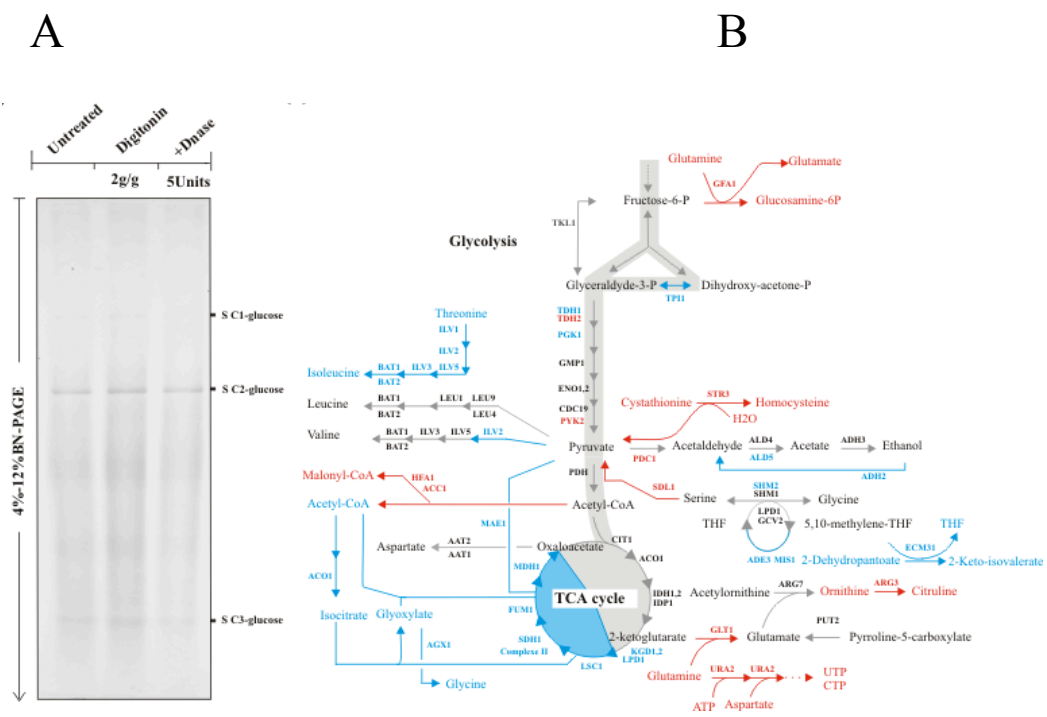 A
B
Untreated
Digitonin
+Dnase
2g/g
5Units
4%-12%BN-PAGE
S C1-glucose
S C2-glucose
S C3-glucose
Glycolysis
Glutamine
Glutamate
GFA1
Fructose-6-P
Glucosamine-6P
TKL1
Glyceraldyde-3-P
Dihydroxy-acetone-P
TPI1
TDH1
TDH2
PGK1
GMP1
ENO1,2
CDC19
PYK2
Threonine
ILV1
ILV2
Isoleucine
BAT1
ILV3
ILV5
BAT2
Leucine
BAT1
LEU1
LEU9
BAT2
LEU4
Valine
BAT1
ILV3
ILV5
ILV2
BAT2
Cystathionine
STR3
Homocysteine
H2O
Pyruvate
PDC1
Acetaldehyde
ALD4
ALD5
Acetate
ADH3
Ethanol
ADH2
PDH
SDL1
Malonyl-CoA
HFA1
ACC1
Acetyl-CoA
Acetyl-CoA
MAE1
Serine
SHM2
SHM1
Glycine
LPD1
GCV2
THF
5,10-methylene-THF
THF
ADE3 MIS1
ECM31
2-Dehydropantoate
2-Keto-isovalerate
Aspartate
AAT2
AAT1
Oxaloacetate
CIT1
ACO1
MDH1
ACO1
TCA cycle
IDH1,2
IDP1
Acetylornithine
ARG7
Ornithine
ARG3
Citruline
Isocitrate
Glyoxylate
FUM1
2-ketoglutarate
GLT1
Glutamate
PUT2
Pyrroline-5-carboxylate
AGX1
SDH1
Complexe II
KGD1,2
LPD1
LSC1
Glycine
Glutamine
URA2
URA2
UTP
CTP
ATP
Aspartate